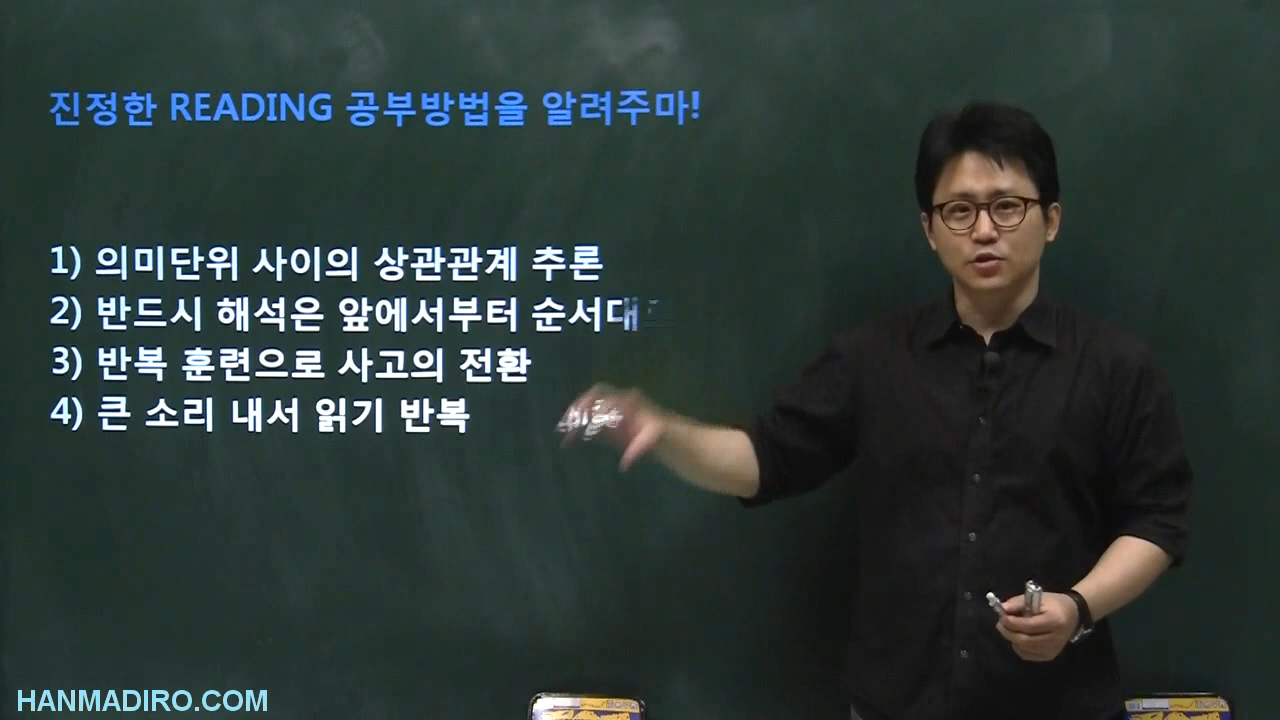 진정한 READING 공부방법을 알려주마!
1) 의미단위 사이의 상관관계 추론
2) 반드시 해석은 앞에서부터 순서대로
3) 반복 훈련으로 사고의 전환
4) 큰 소리 내서 읽기 반복
HANMADIRO.COM